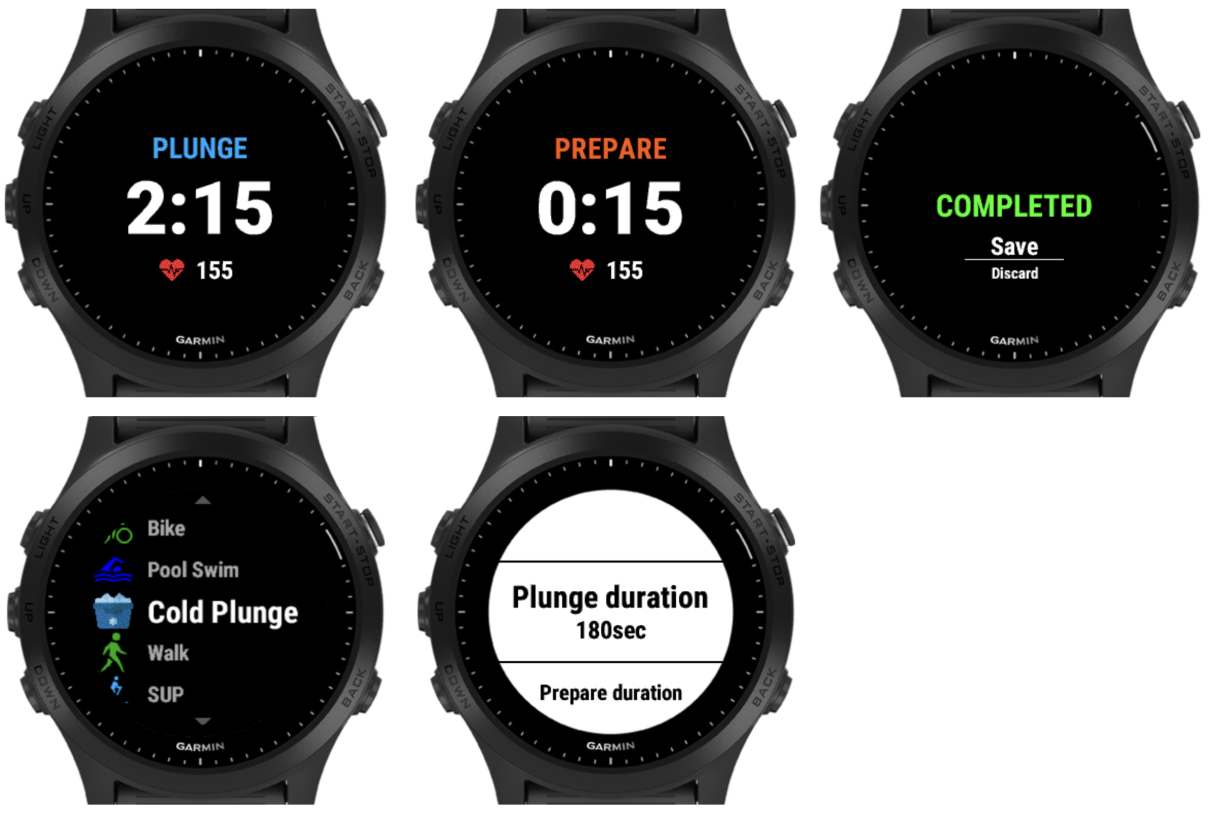 PLUNGE
2:15
155
LIGHT
UP
DOWN
START·STOP
BACK
GARMIN
PREPARE
0:15
155
LIGHT
UP
DOWN
START·STOP
BACK
GARMIN
COMPLETED
Save
Discard
LIGHT
UP
DOWN
START·STOP
BACK
GARMIN
Bike
Pool Swim
Cold Plunge
Walk
SUP
LIGHT
UP
DOWN
START·STOP
BACK
GARMIN
Plunge duration
180sec
Prepare duration
LIGHT
UP
DOWN
START·STOP
BACK
GARMIN